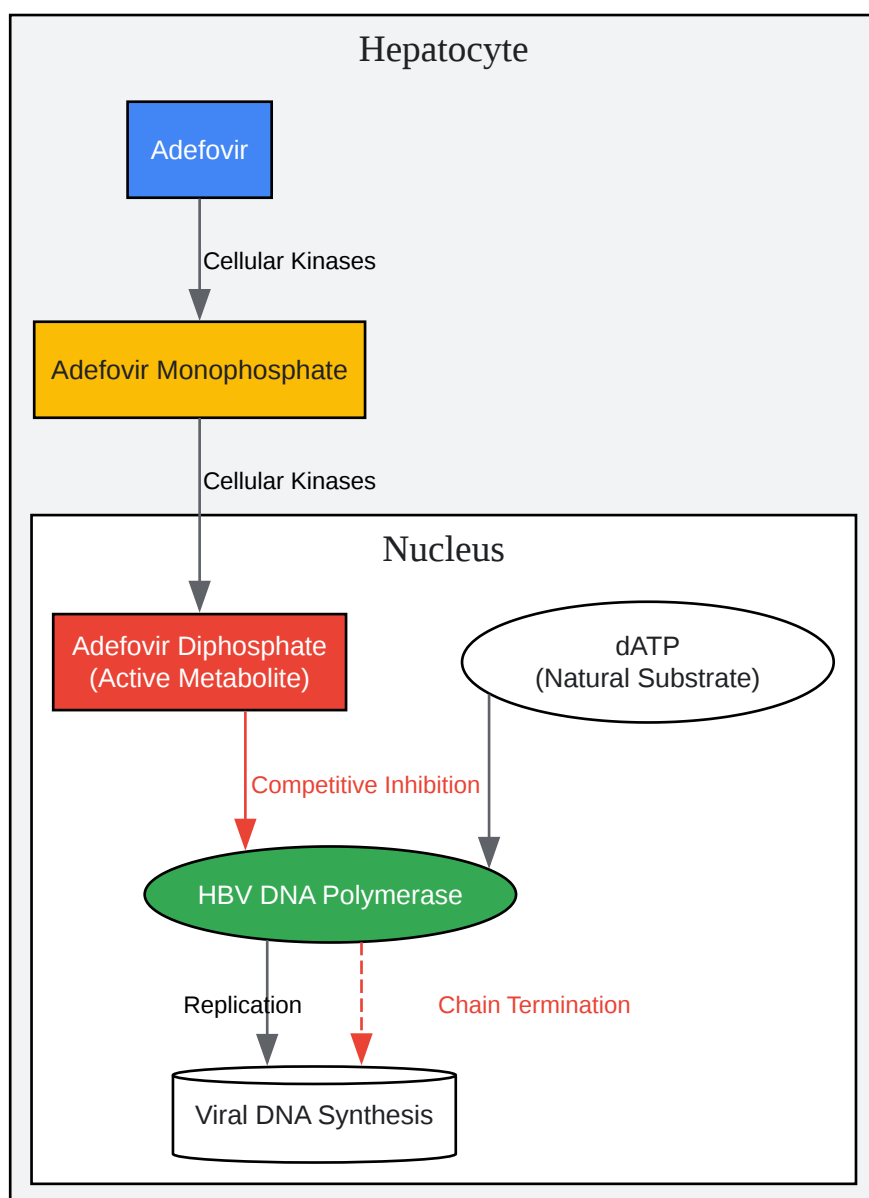 Hepatocyte
Adefovir
Cellular Kinases
Adefovir Monophosphate
Cellular Kinases
Nucleus
Adefovir Diphosphate
(Active Metabolite)
dATP
(Natural Substrate)
Competitive Inhibition
HBV DNA Polymerase
Replication
Chain Termination
Viral DNA Synthesis